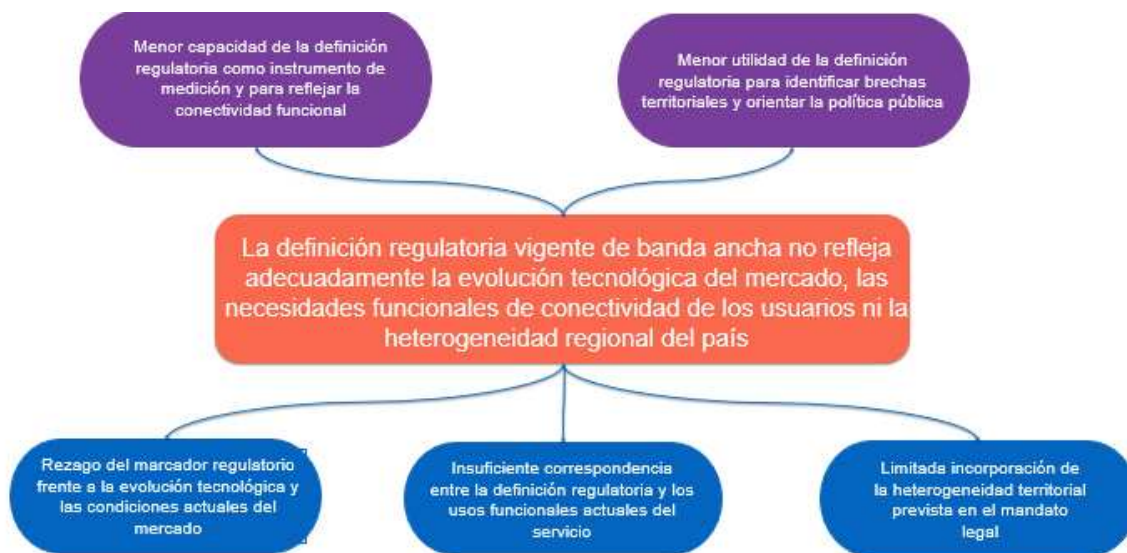 Menor capacidad de la definición
regulatoria como instrumento de
medición y para reflejar la
conectividad funcional
Menor utilidad de la definición
regulatoria para identificar brechas
territoriales y orientar la política
pública
La definición regulatoria vigente de banda ancha no refleja
adecuadamente la evolución tecnológica del mercado, las
necesidades funcionales de conectividad de los usuarios ni la
heterogeneidad regional del país
Rezago del marcador regulatorio
frente a la evolución tecnológica y
las condiciones actuales del
mercado
Insuficiente correspondencia
entre la definición regulatoria y los
usos funcionales actuales del
servicio
Limitada incorporación de
la heterogeneidad territorial
prevista en el mandato
legal